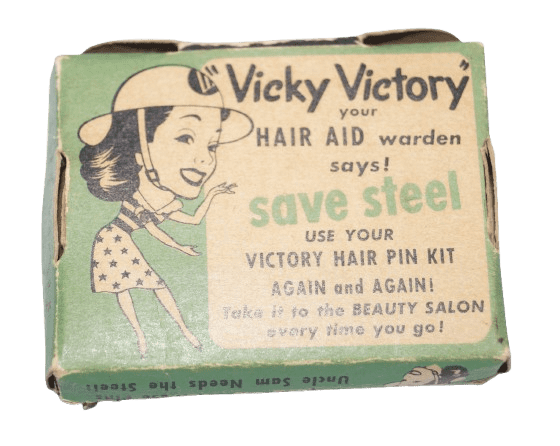 "Vicky Victory"
your
HAIR AID warden
says!
save steel
USE YOUR
VICTORY HAIR PIN KIT
AGAIN and AGAIN!
Take it to the BEAUTY SALON
every time you go!
Uncle Sam Needs the Steel!